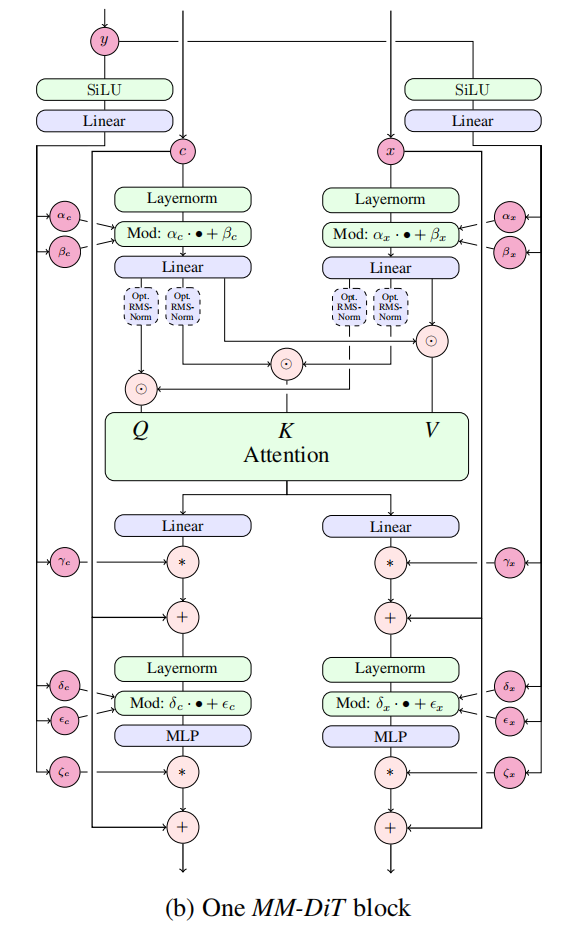 y
SiLU
SiLU
Linear
Linear
c
x
Layernorm
Layernorm
α_c
α_x
Mod: α_c · • + β_c
Mod: α_x · • + β_x
β_c
β_x
Linear
Linear
Opt.
RMS-
Norm
Opt.
RMS-
Norm
Opt.
RMS-
Norm
Opt.
RMS-
Norm
⊙
⊙
⊙
Q
K
V
Attention
Linear
Linear
γ_c
*
*
γ_x
+
+
Layernorm
Layernorm
δ_c
δ_x
Mod: δ_c · • + ϵ_c
Mod: δ_x · • + ϵ_x
ϵ_c
ϵ_x
MLP
MLP
ζ_c
*
*
ζ_x
+
+
(b) One MM-DiT block